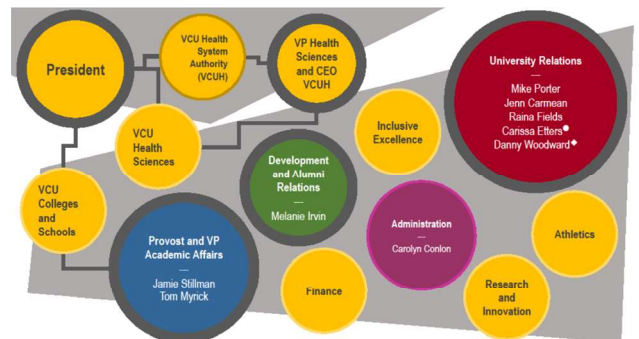 President
VCU Health
System
Authority
(VCUH)
VP Health
Sciences
and CEO
VCUH
University Relations
—
Mike Porter
Jenn Carmean
Raina Fields
Carissa Etters●
Danny Woodward◆
VCU
Health
Sciences
Inclusive
Excellence
Development
and Alumni
Relations
—
Melanie Irvin
VCU
Colleges
and
Schools
Provost and VP
Academic Affairs
—
Jamie Stillman
Tom Myrick
Administration
—
Carolyn Conlon
Athletics
Finance
Research
and
Innovation